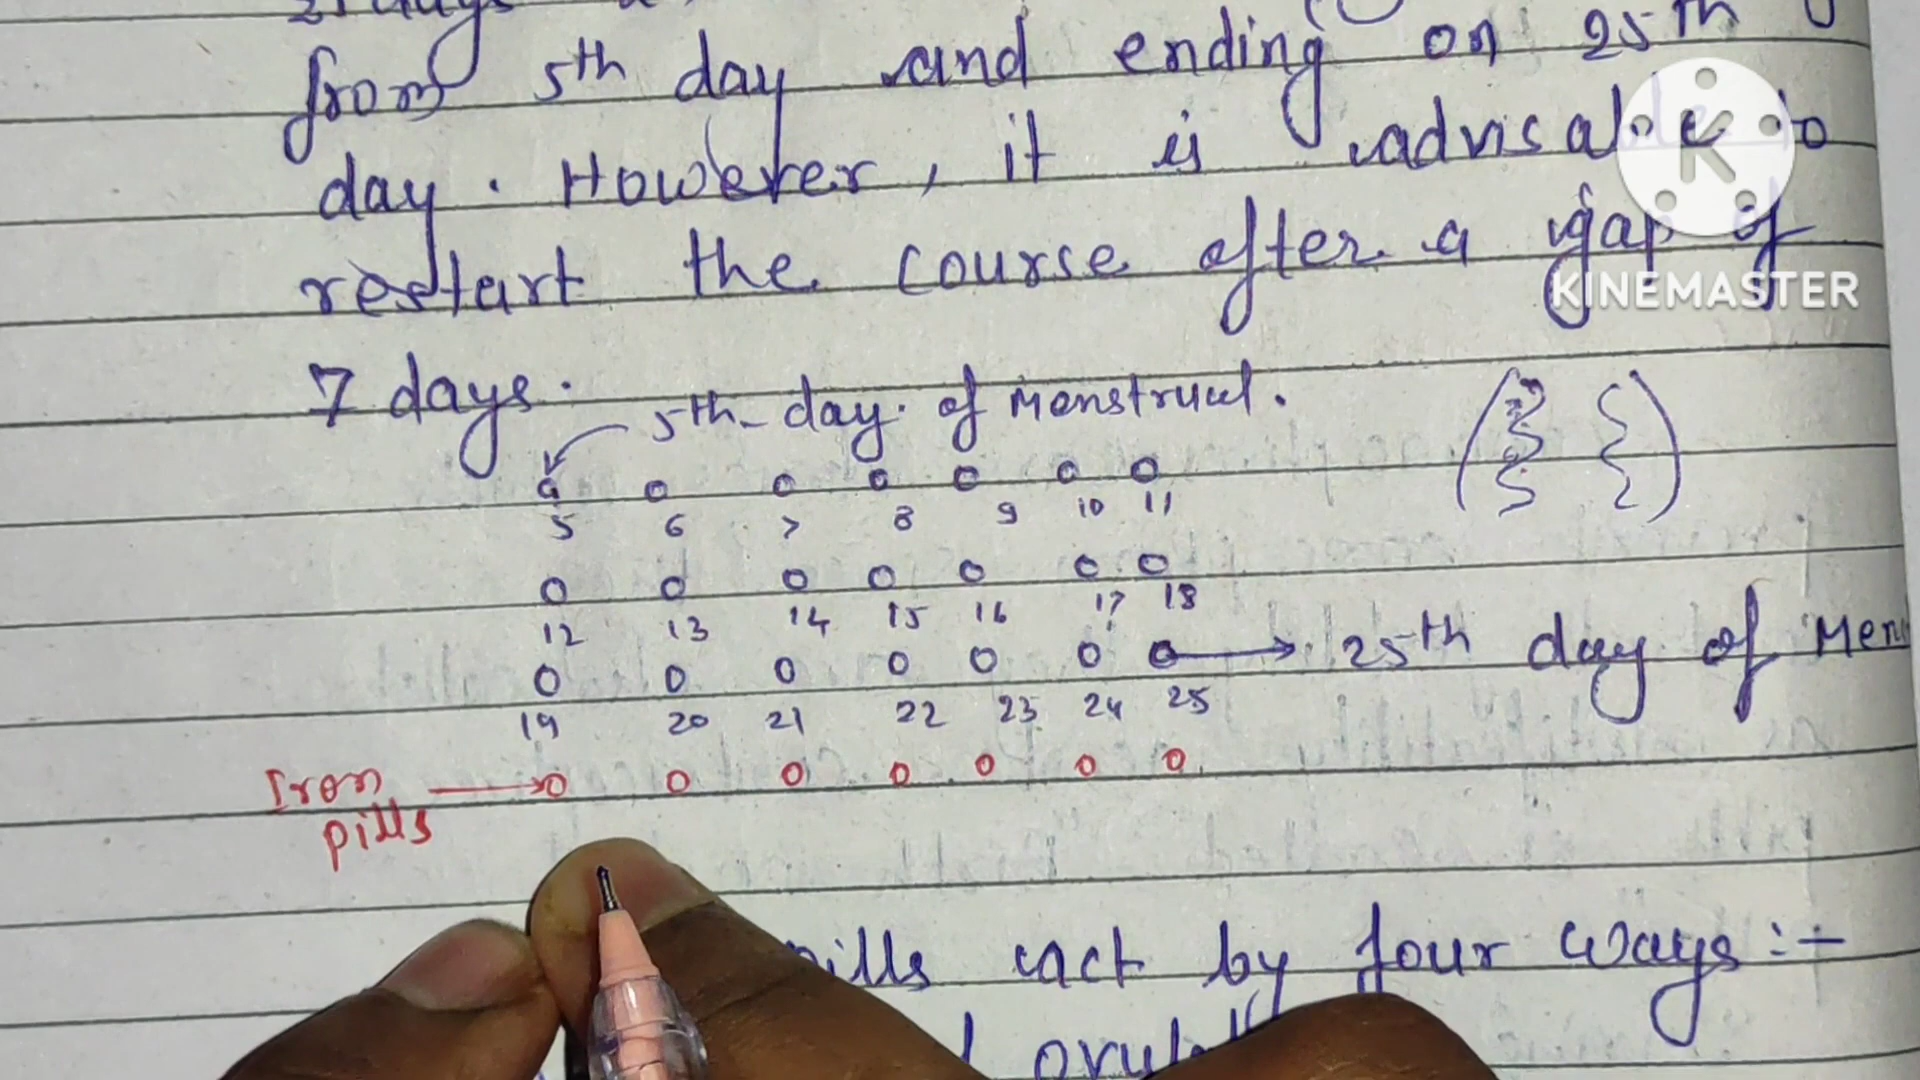 from 5th day and ending on 25th
day. However, it is advisable to
restart the course after a gap of
KINEMASTER
7 days.
5th-day of Menstrual.
5 6 7 8 9 10 11
12 13 14 15 16 17 18
25th day of Men
19 20 21 22 23 24 25
Iron
pills
pills act by four ways:-